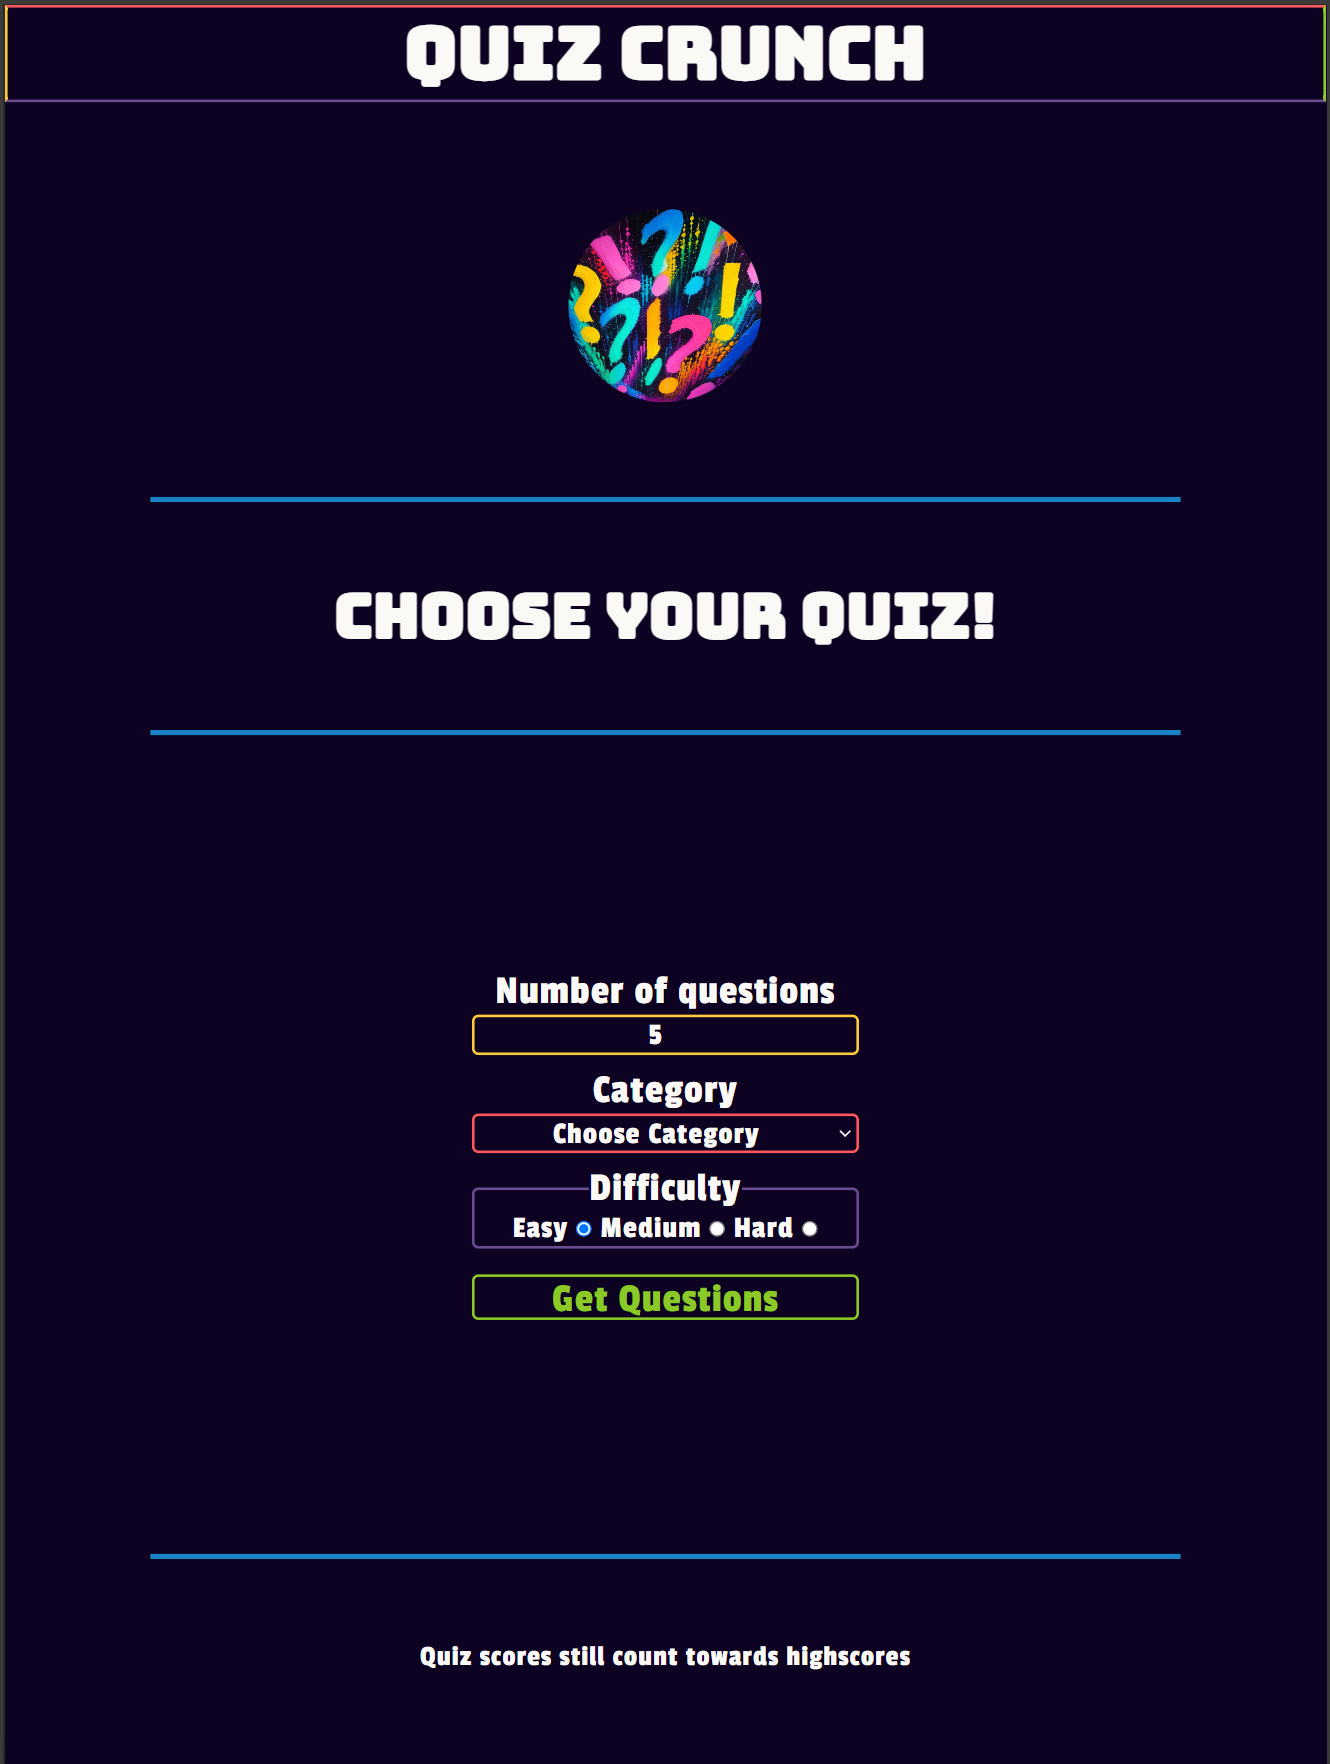 QUIZ CRUNCH
CHOOSE YOUR QUIZ!
Number of questions
5
Category
Choose Category
Difficulty
Easy Medium Hard
Get Questions
Quiz scores still count towards highscores